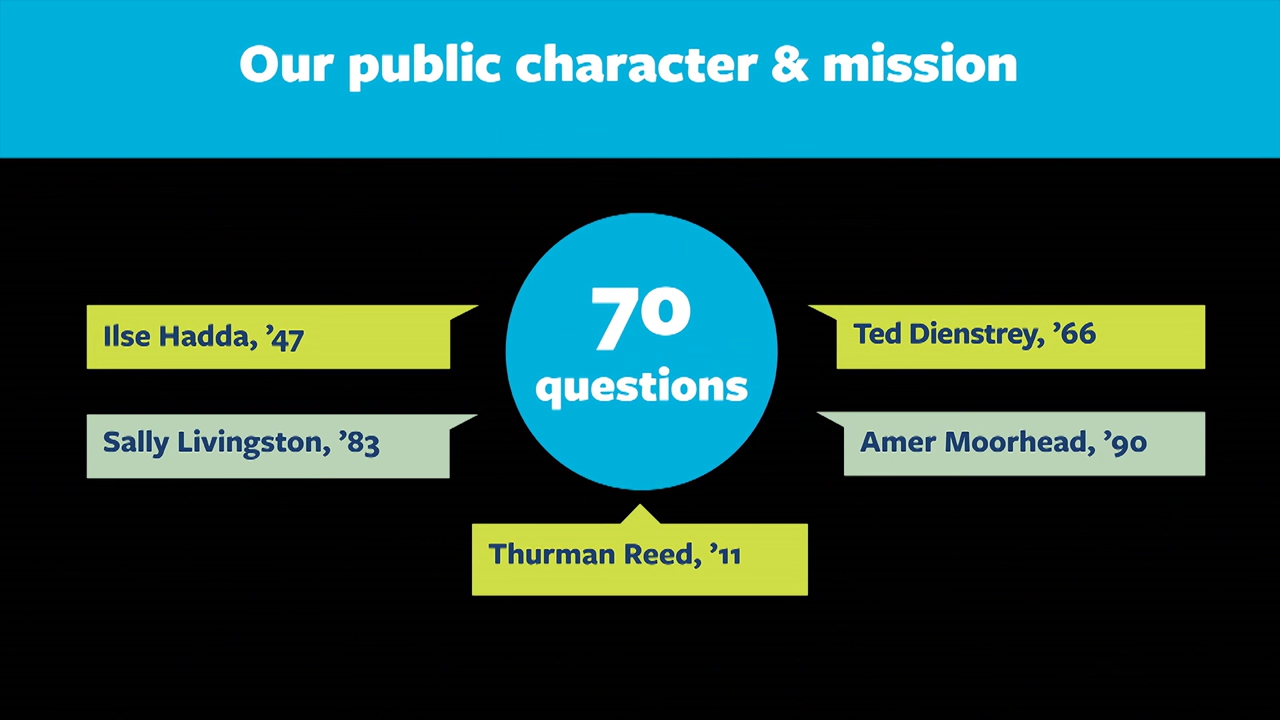 Our public character & mission
70
questions
Ilse Hadda, ’47
Ted Dienstrey, ’66
Sally Livingston, ’83
Amer Moorhead, ’90
Thurman Reed, ’11